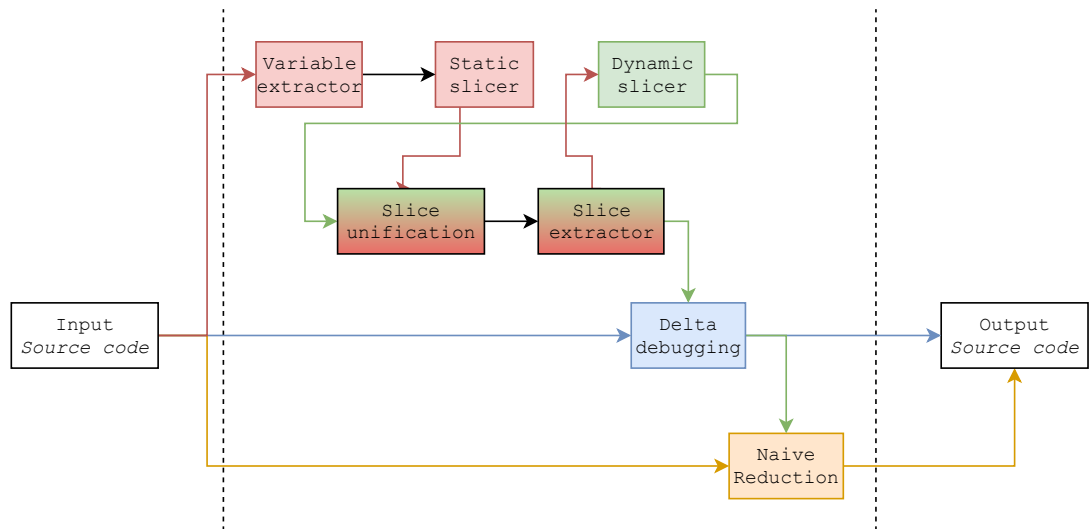 Variable
extractor
Static
slicer
Dynamic
slicer
Slice
unification
Slice
extractor
Input
Source code
Delta
debugging
Output
Source code
Naive
Reduction